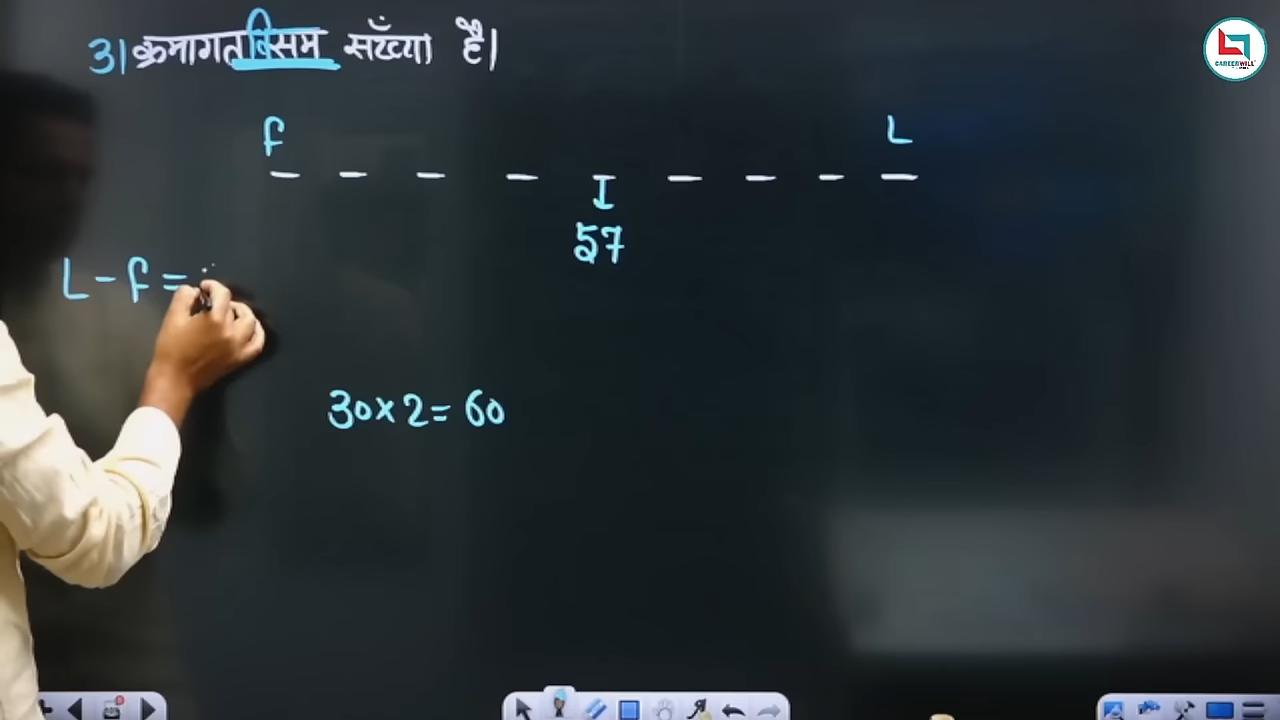 31 क्रमागत विसम सँख्या है।
CAREERWILL
F L
I
57
L - F =
30×2= 60